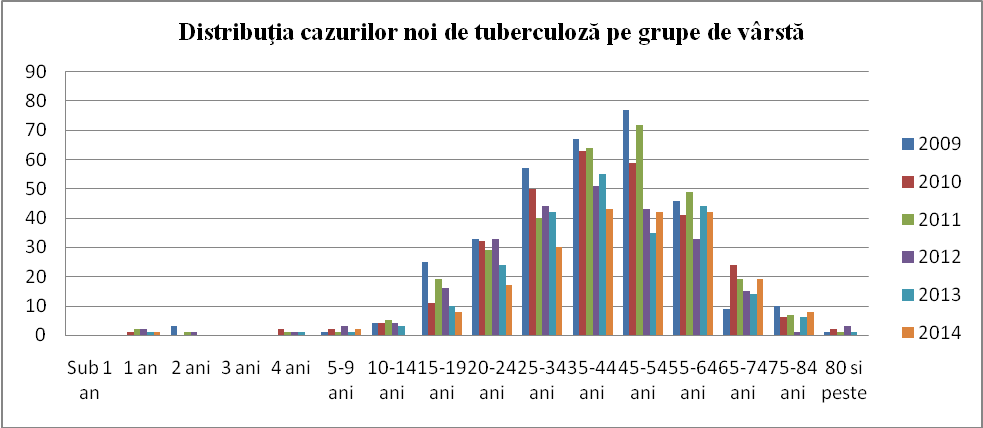 Distribuţia cazurilor noi de tuberculoză pe grupe de vârstă
90
80
70
60
50
40
30
20
10
0
Sub 1 an
1 an
2 ani
3 ani
4 ani
5-9 ani
10-14 ani
15-19 ani
20-24 ani
25-34 ani
35-44 ani
45-54 ani
55-64 ani
65-74 ani
75-84 ani
80 si peste
2009
2010
2011
2012
2013
2014